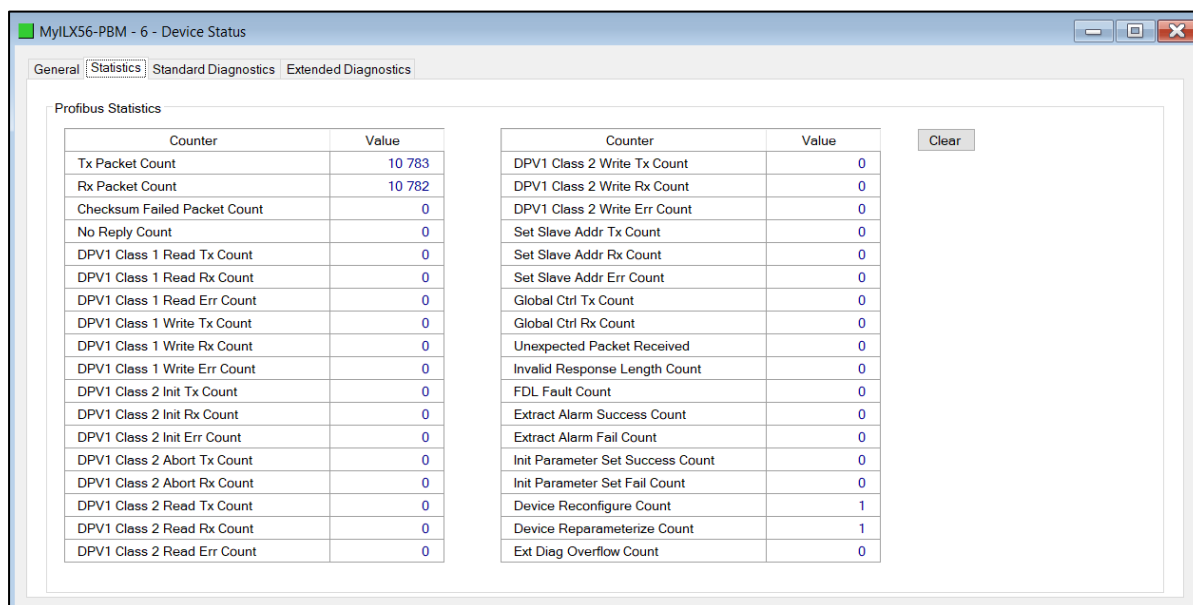 MyILX56-PBM - 6 - Device Status
General Statistics Standard Diagnostics Extended Diagnostics
Profibus Statistics
Counter Value
Tx Packet Count 10 783
Rx Packet Count 10 782
Checksum Failed Packet Count 0
No Reply Count 0
DPV1 Class 1 Read Tx Count 0
DPV1 Class 1 Read Rx Count 0
DPV1 Class 1 Read Err Count 0
DPV1 Class 1 Write Tx Count 0
DPV1 Class 1 Write Rx Count 0
DPV1 Class 1 Write Err Count 0
DPV1 Class 2 Init Tx Count 0
DPV1 Class 2 Init Rx Count 0
DPV1 Class 2 Init Err Count 0
DPV1 Class 2 Abort Tx Count 0
DPV1 Class 2 Abort Rx Count 0
DPV1 Class 2 Read Tx Count 0
DPV1 Class 2 Read Rx Count 0
DPV1 Class 2 Read Err Count 0
Counter Value
DPV1 Class 2 Write Tx Count 0
DPV1 Class 2 Write Rx Count 0
DPV1 Class 2 Write Err Count 0
Set Slave Addr Tx Count 0
Set Slave Addr Rx Count 0
Set Slave Addr Err Count 0
Global Ctrl Tx Count 0
Global Ctrl Rx Count 0
Unexpected Packet Received 0
Invalid Response Length Count 0
FDL Fault Count 0
Extract Alarm Success Count 0
Extract Alarm Fail Count 0
Init Parameter Set Success Count 0
Init Parameter Set Fail Count 0
Device Reconfigure Count 1
Device Reparameterize Count 1
Ext Diag Overflow Count 0
Clear